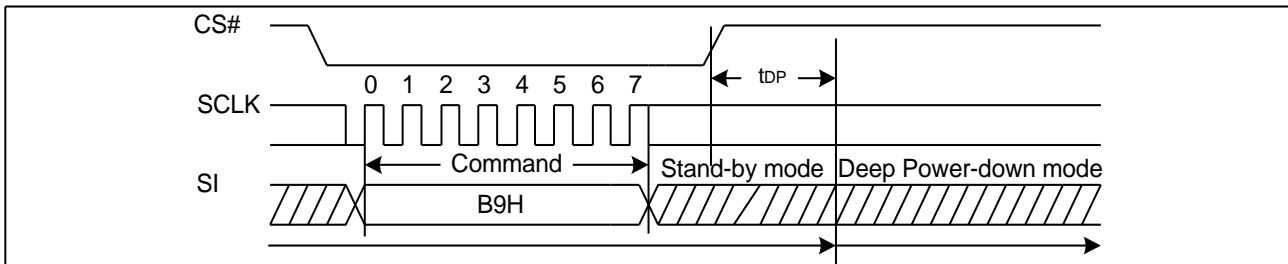 CS#
tDP
0 1 2 3 4 5 6 7
SCLK
Command
Stand-by mode Deep Power-down mode
SI
B9H